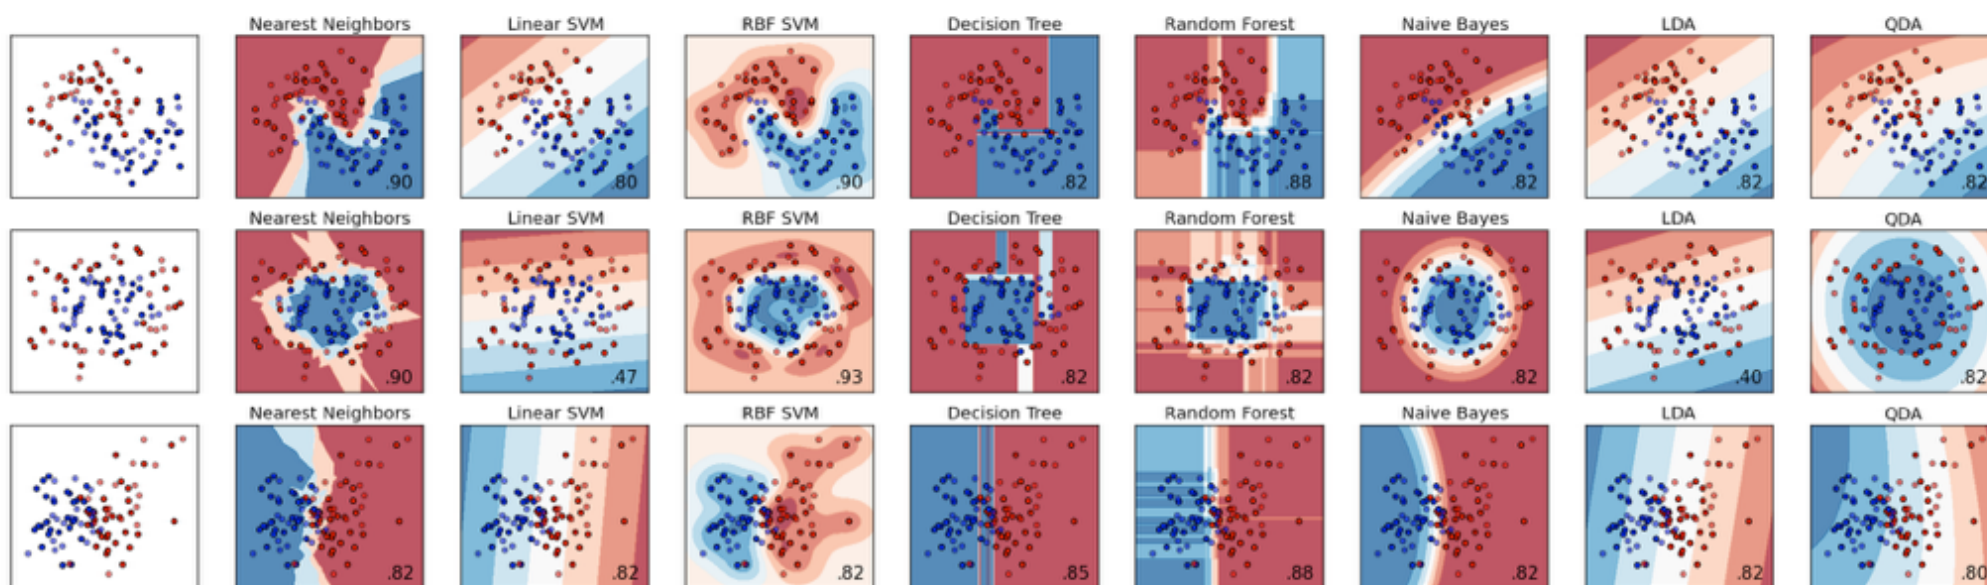 Nearest Neighbors Linear SVM RBF SVM Decision Tree Random Forest Naive Bayes LDA QDA
.90 .80 .90 .82 .88 .82 .82 .82
Nearest Neighbors Linear SVM RBF SVM Decision Tree Random Forest Naive Bayes LDA QDA
.90 .47 .93 .82 .82 .82 .40 .82
Nearest Neighbors Linear SVM RBF SVM Decision Tree Random Forest Naive Bayes LDA QDA
.82 .82 .82 .85 .88 .82 .82